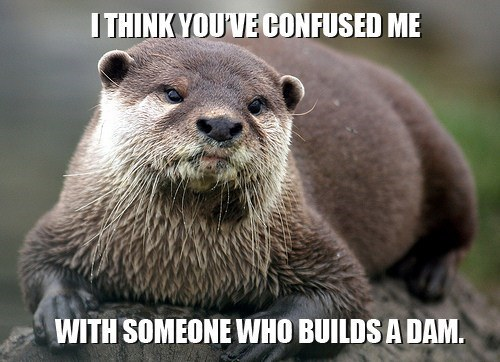 I THINK YOU'VE CONFUSED ME
WITH SOMEONE WHO BUILDS A DAM.